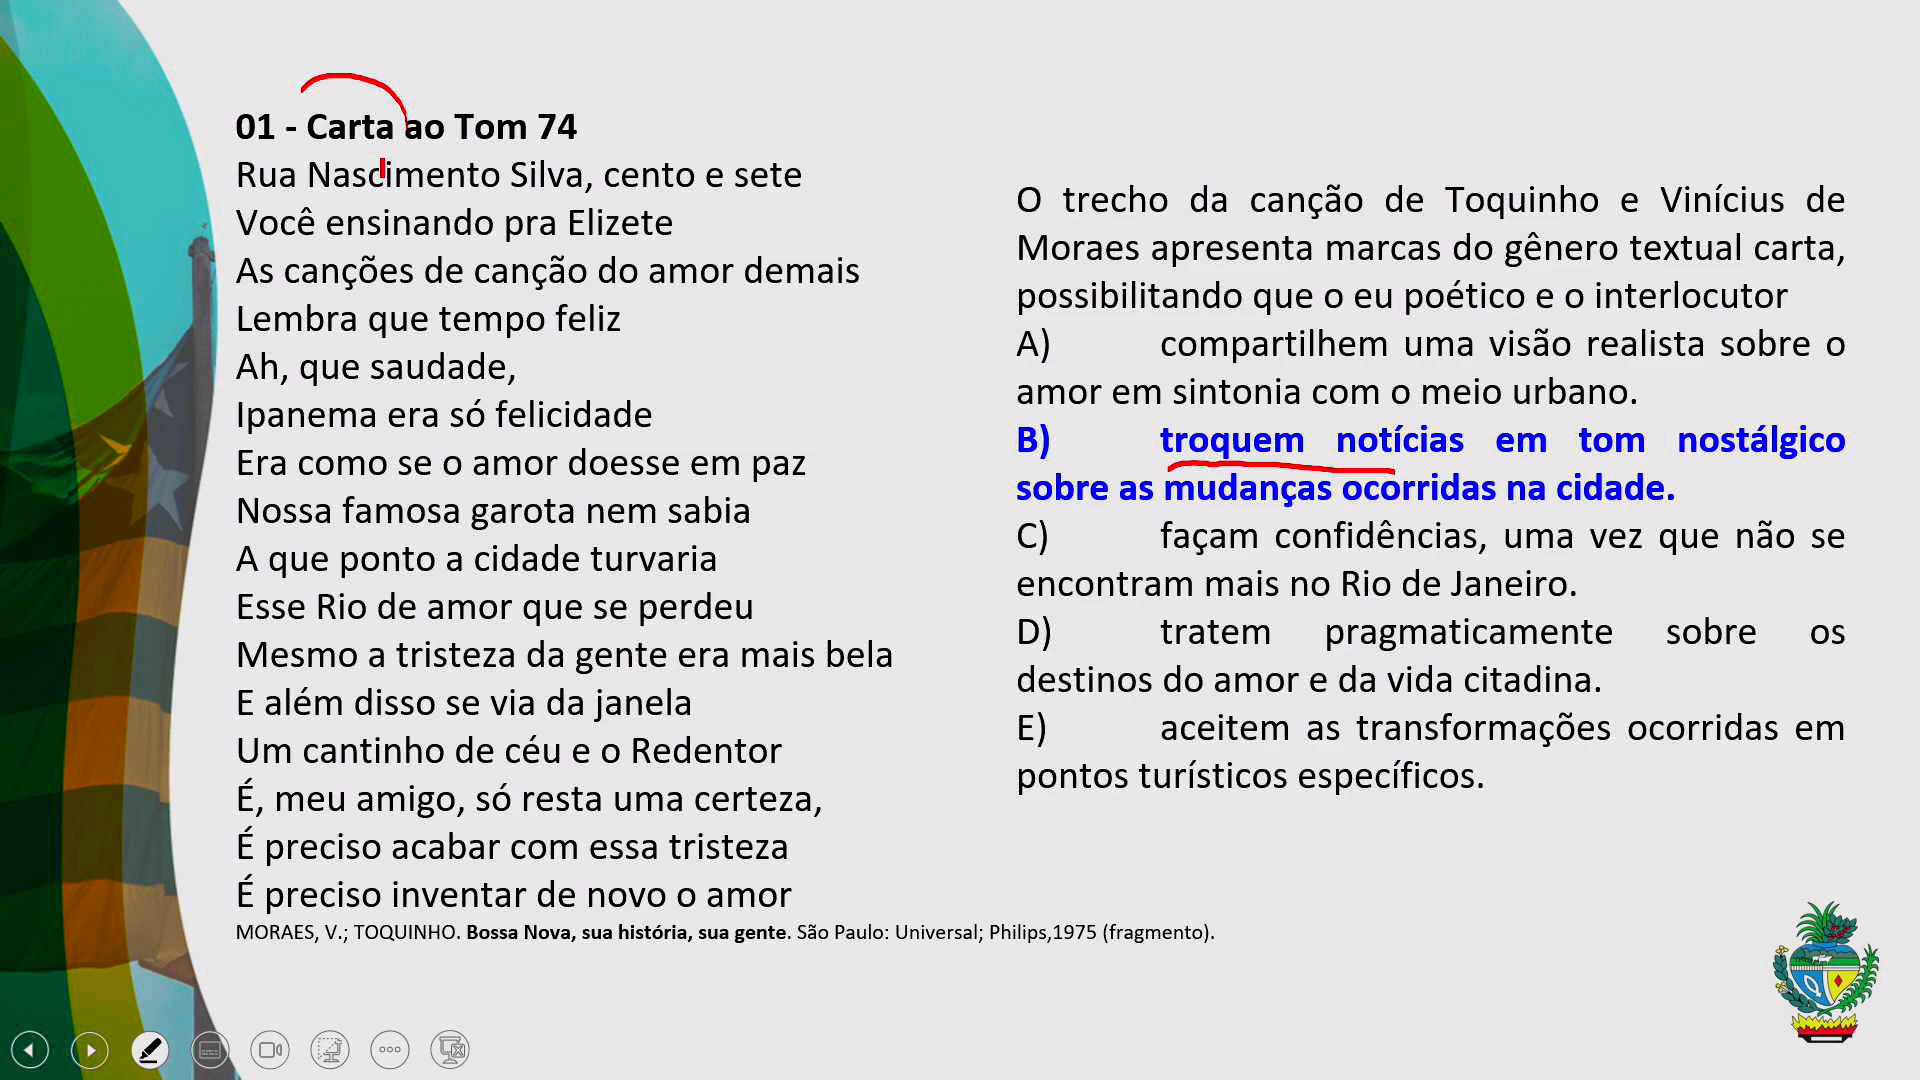 01 - Carta ao Tom 74
Rua Nascimento Silva, cento e sete
Você ensinando pra Elizete
As canções de canção do amor demais
Lembra que tempo feliz
Ah, que saudade,
Ipanema era só felicidade
Era como se o amor doesse em paz
Nossa famosa garota nem sabia
A que ponto a cidade turvaria
Esse Rio de amor que se perdeu
Mesmo a tristeza da gente era mais bela
E além disso se via da janela
Um cantinho de céu e o Redentor
É, meu amigo, só resta uma certeza,
É preciso acabar com essa tristeza
É preciso inventar de novo o amor
MORAES, V.; TOQUINHO. Bossa Nova, sua história, sua gente. São Paulo: Universal; Philips,1975 (fragmento).
O trecho da canção de Toquinho e Vinícius de
Moraes apresenta marcas do gênero textual carta,
possibilitando que o eu poético e o interlocutor
A) compartilhem uma visão realista sobre o
amor em sintonia com o meio urbano.
B) troquem notícias em tom nostálgico
sobre as mudanças ocorridas na cidade.
C) façam confidências, uma vez que não se
encontram mais no Rio de Janeiro.
D) tratem pragmaticamente sobre os
destinos do amor e da vida citadina.
E) aceitem as transformações ocorridas em
pontos turísticos específicos.